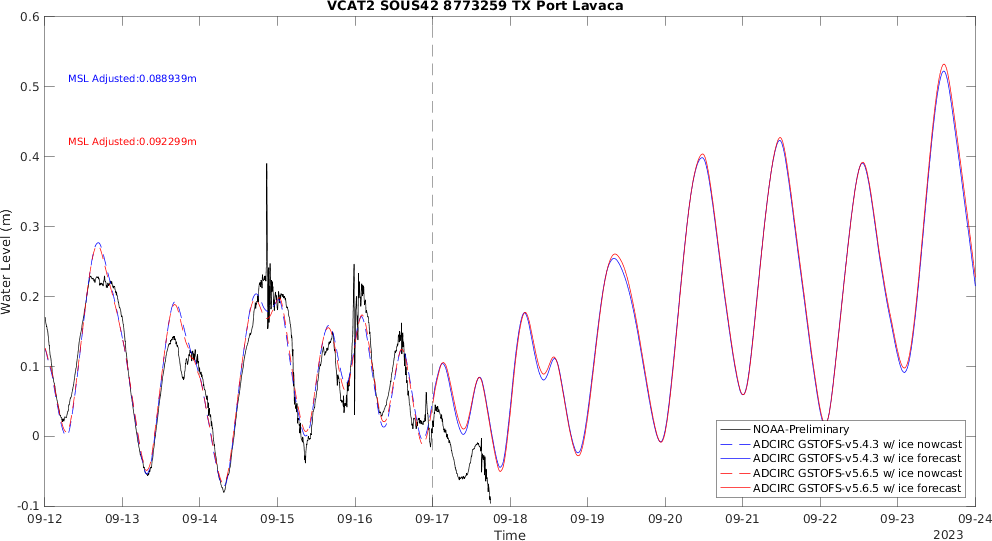 VCAT2 SOUS42 8773259 TX Port Lavaca
0.6
0.5
0.4
0.3
0.2
0.1
0
-0.1
Water Level (m)
MSL Adjusted:0.088939m
MSL Adjusted:0.092299m
NOAA-Preliminary
ADCIRC GSTOFS-v5.4.3 w/ ice nowcast
ADCIRC GSTOFS-v5.4.3 w/ ice forecast
ADCIRC GSTOFS-v5.6.5 w/ ice nowcast
ADCIRC GSTOFS-v5.6.5 w/ ice forecast
09-12 09-13 09-14 09-15 09-16 09-17 09-18 09-19 09-20 09-21 09-22 09-23 09-24
Time
2023